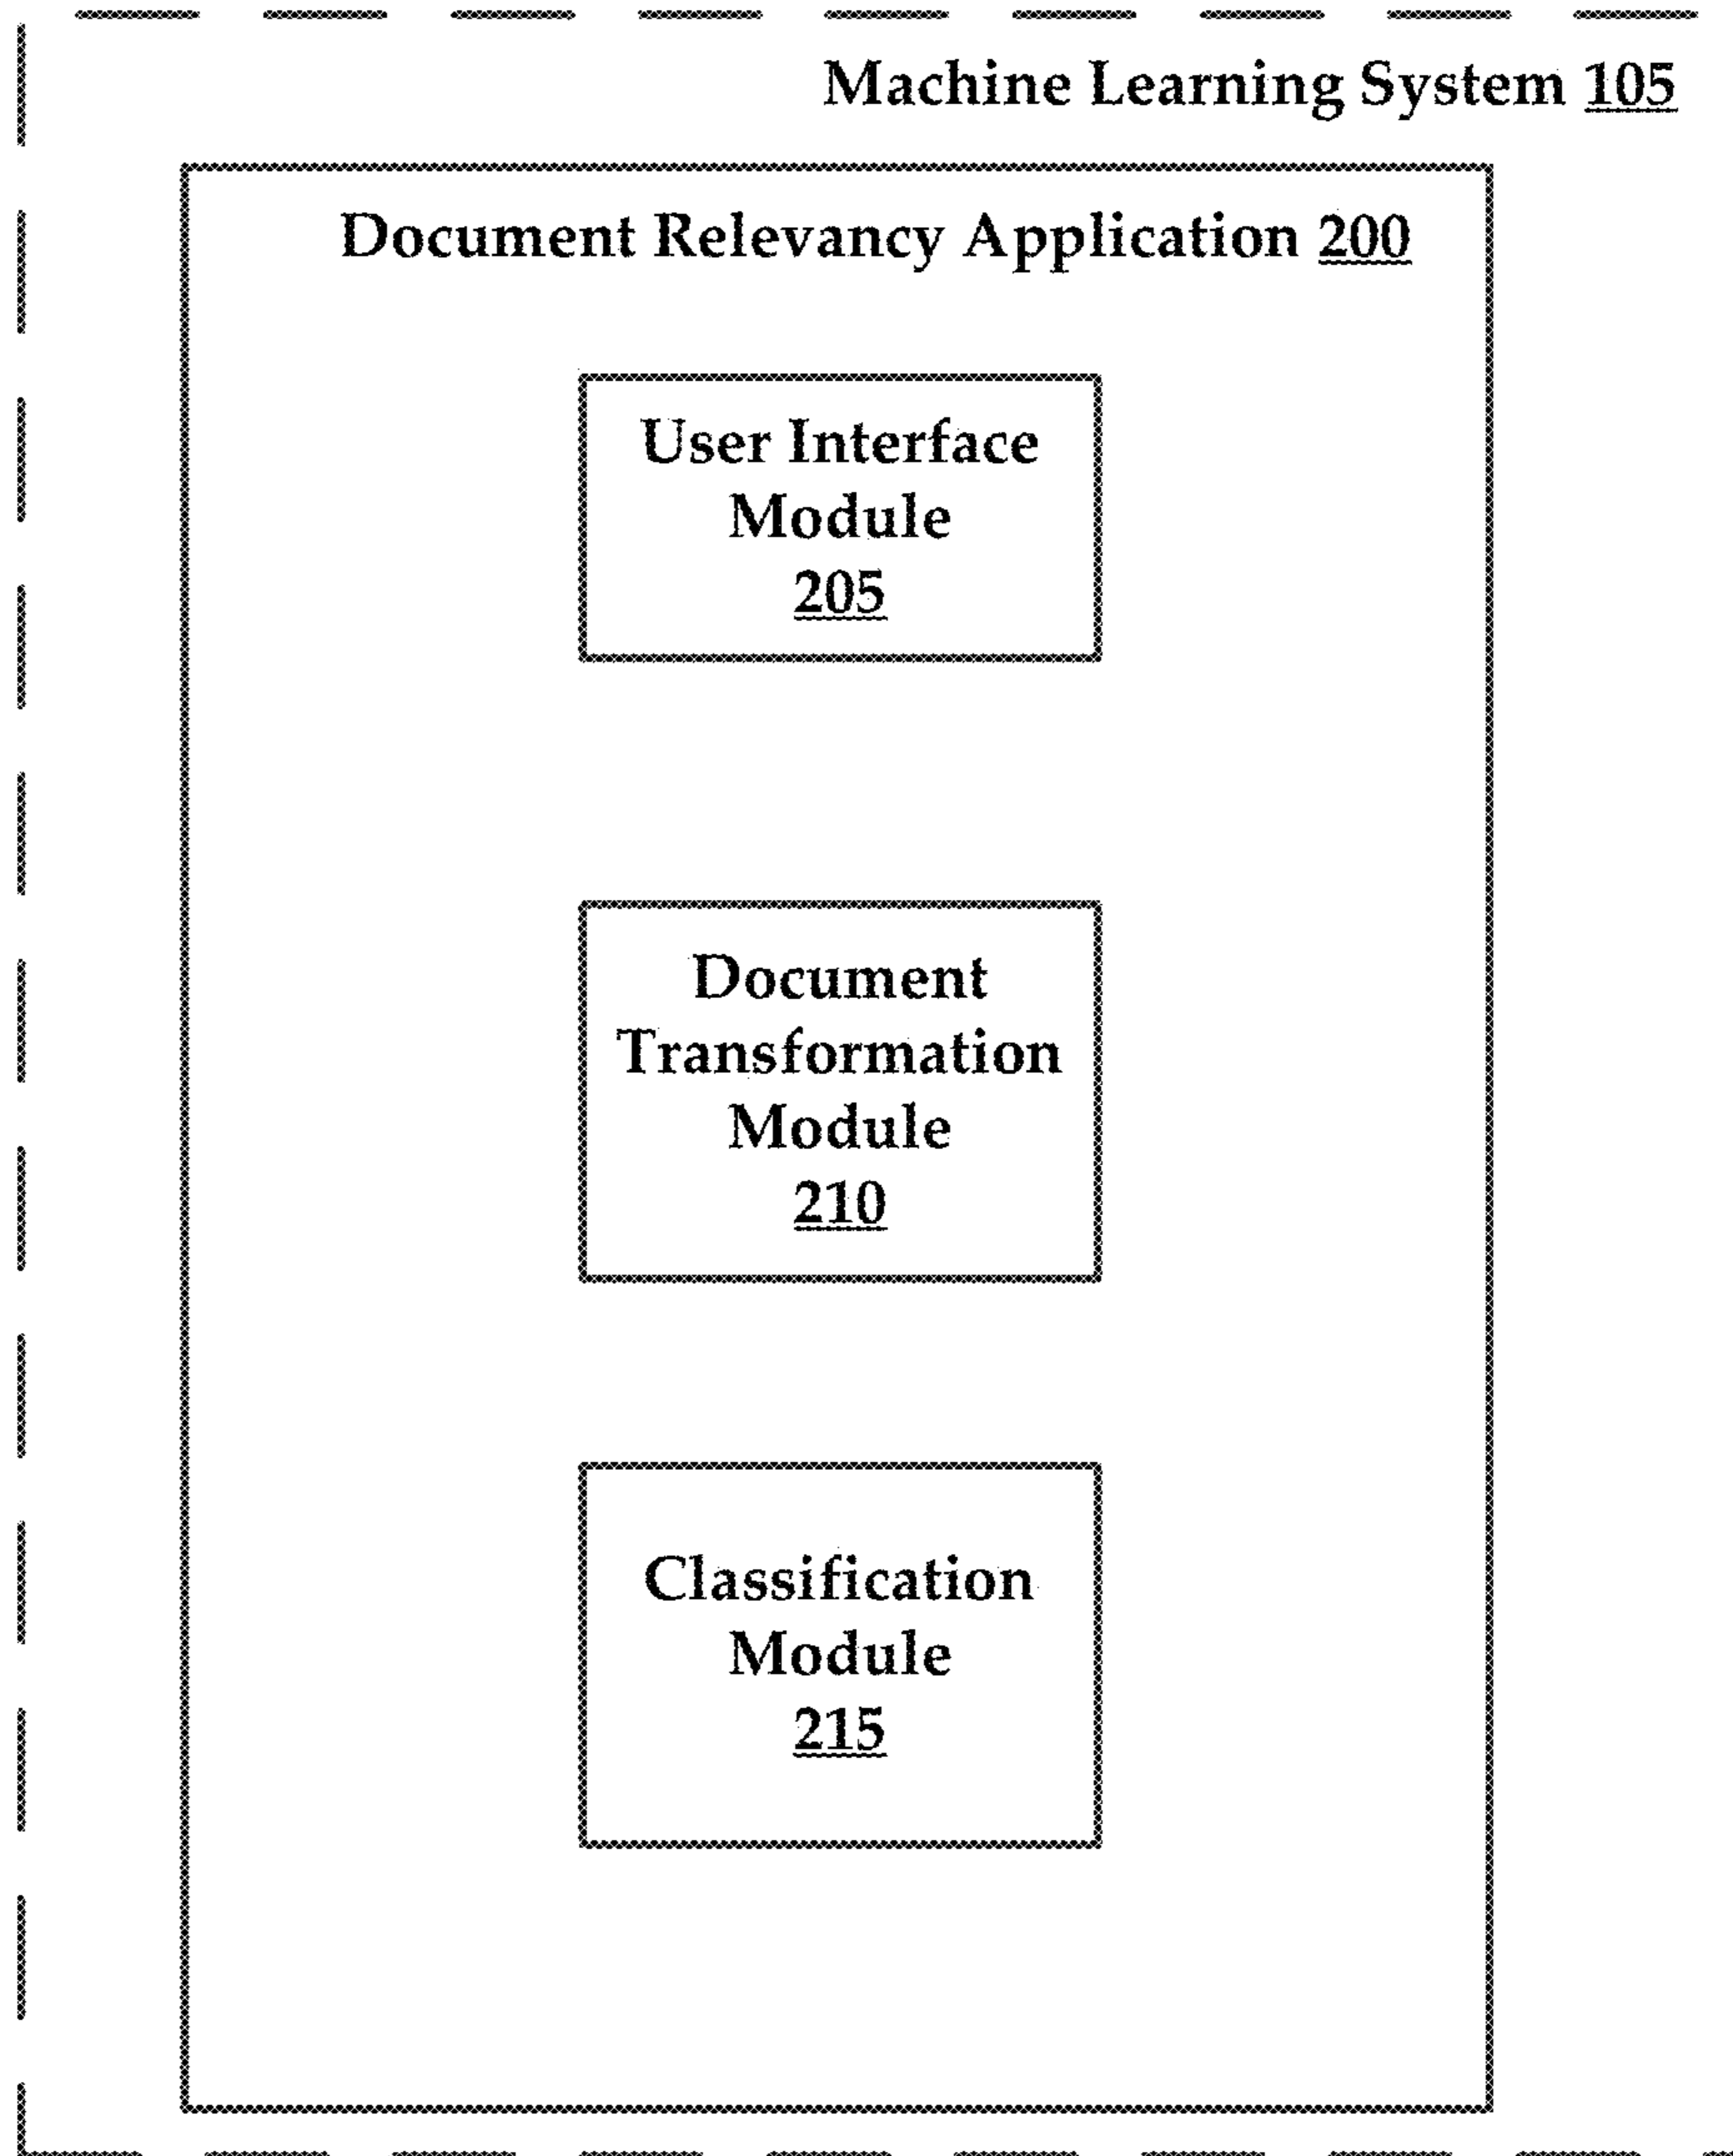 Machine Learning System 105
Document Relevancy Application 200
User Interface
Module
205
Document
Transformation
Module
210
Classification
Module
215